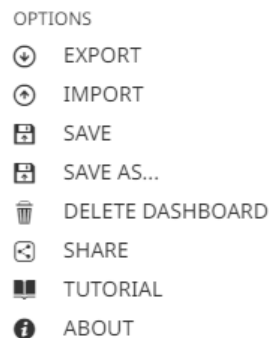 OPTIONS
EXPORT
IMPORT
SAVE
SAVE AS...
DELETE DASHBOARD
SHARE
TUTORIAL
ABOUT